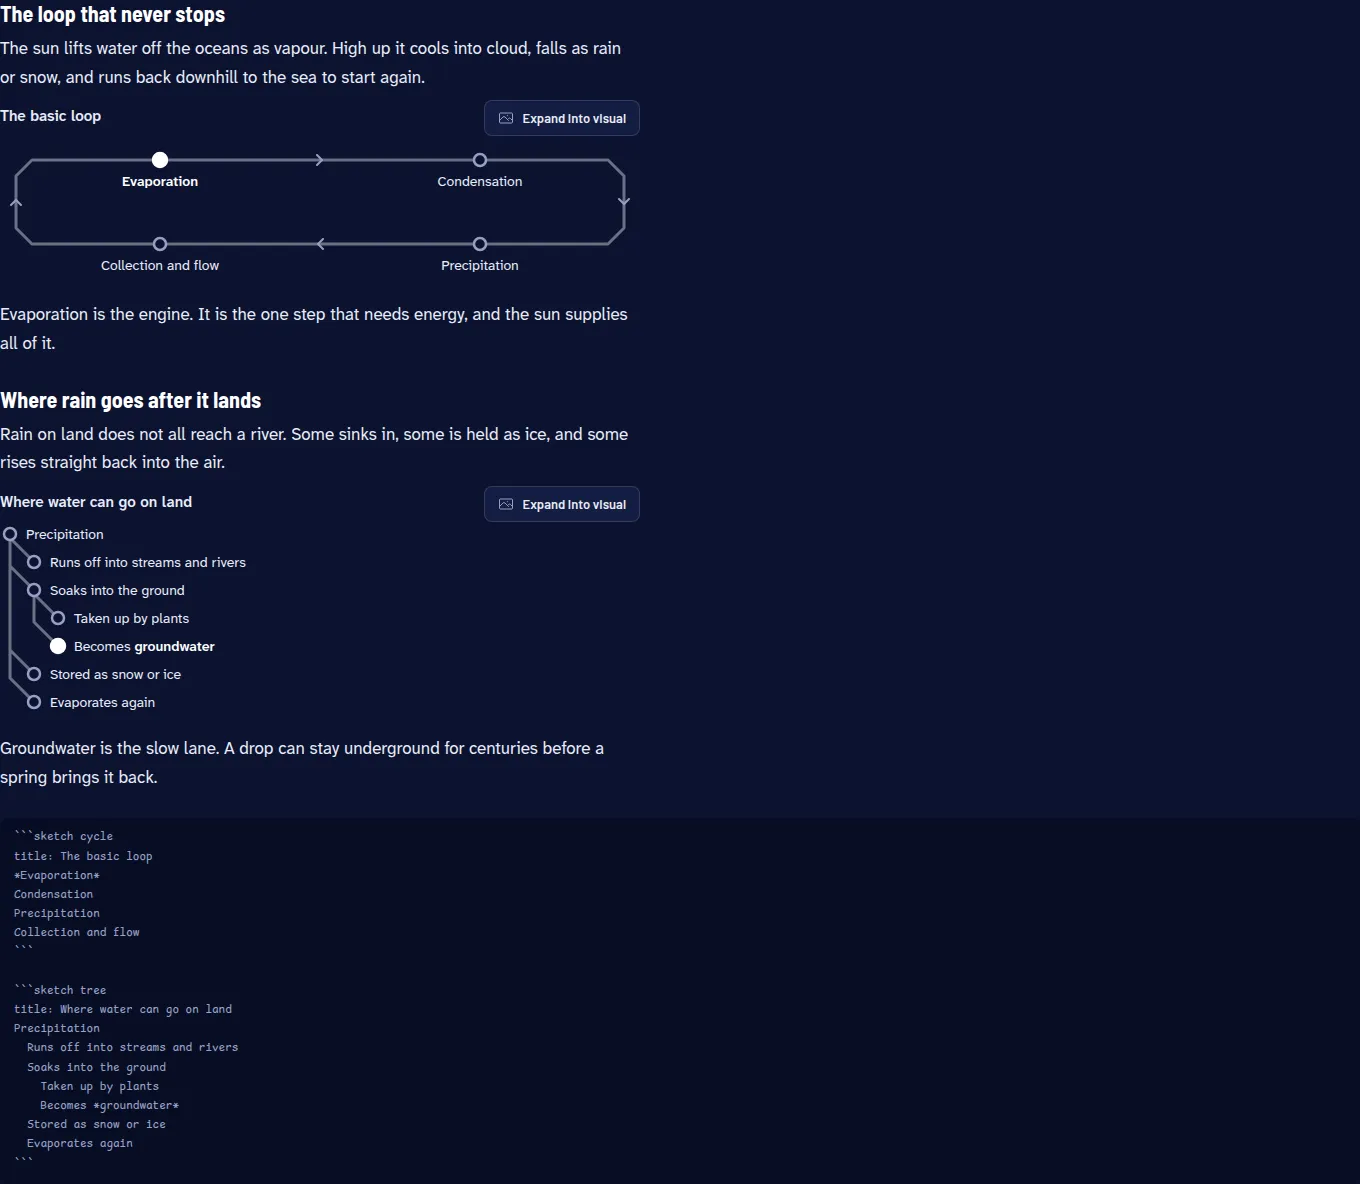 The loop that never stops
The sun lifts water off the oceans as vapour. High up it cools into cloud, falls as rain
or snow, and runs back downhill to the sea to start again.
The basic loop
Expand into visual
Evaporation
Condensation
Collection and flow
Precipitation
Evaporation is the engine. It is the one step that needs energy, and the sun supplies
all of it.
Where rain goes after it lands
Rain on land does not all reach a river. Some sinks in, some is held as ice, and some
rises straight back into the air.
Where water can go on land
Expand into visual
Precipitation
Runs off into streams and rivers
Soaks into the ground
Taken up by plants
Becomes groundwater
Stored as snow or ice
Evaporates again
Groundwater is the slow lane. A drop can stay underground for centuries before a
spring brings it back.
```sketch cycle
title: The basic loop
*Evaporation*
Condensation
Precipitation
Collection and flow
```
```sketch tree
title: Where water can go on land
Precipitation
  Runs off into streams and rivers
  Soaks into the ground
    Taken up by plants
    Becomes *groundwater*
  Stored as snow or ice
  Evaporates again
```